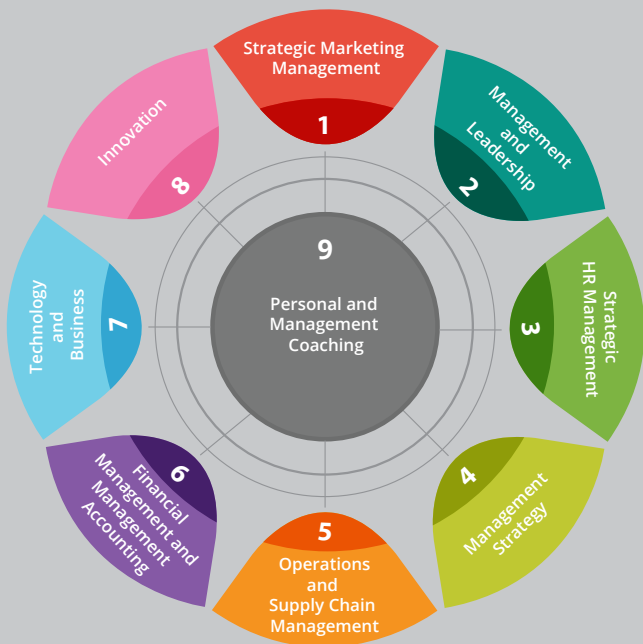 Strategic Marketing
Management
1
Management
and
Leadership
2
Strategic
HR Management
3
4
Management
Strategy
5
Operations
and
Supply Chain
Management
6
Financial
Management and
Management
Accounting
Technology
and
Business
7
Innovation
8
9
Personal and
Management
Coaching